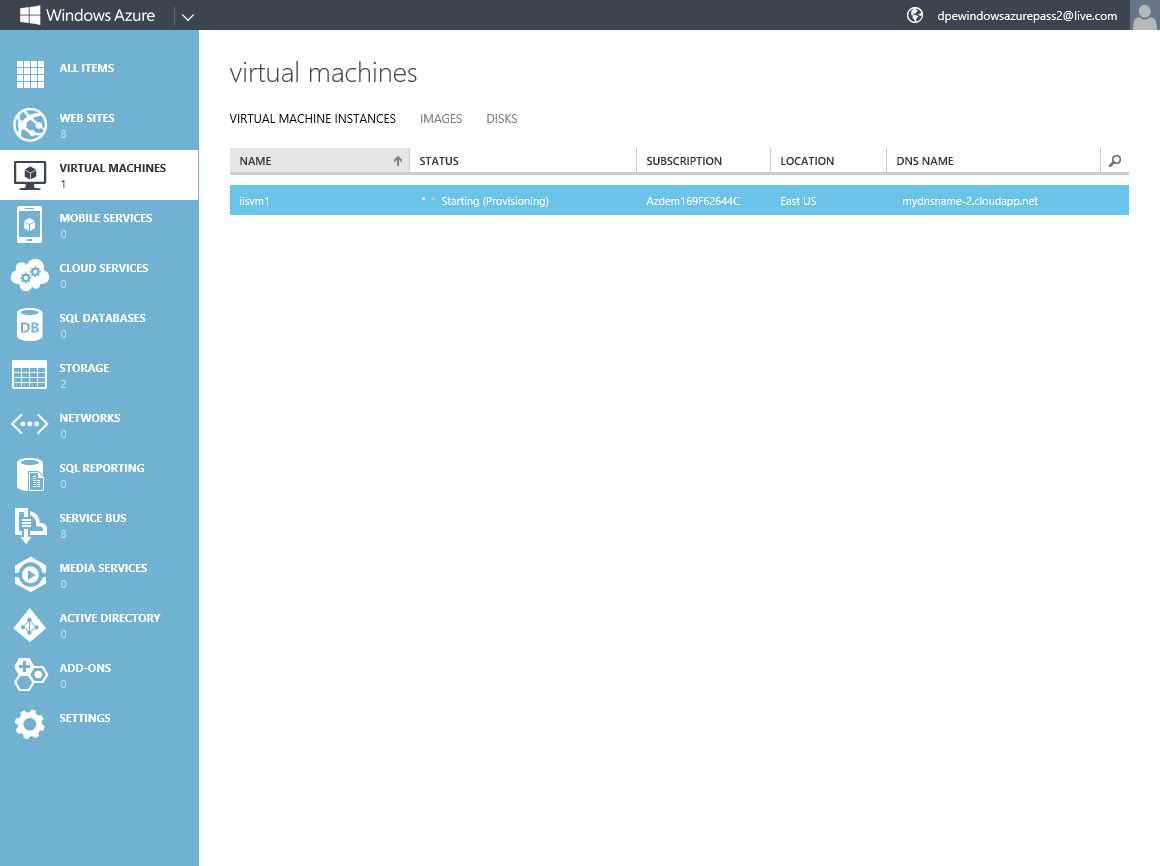 Windows Azure
dpewindowsazurepass2@live.com
ALL ITEMS
WEB SITES
8
VIRTUAL MACHINES
1
MOBILE SERVICES
0
CLOUD SERVICES
0
SQL DATABASES
0
DB
STORAGE
2
NETWORKS
0
SQL REPORTING
0
SERVICE BUS
8
MEDIA SERVICES
0
ACTIVE DIRECTORY
0
ADD-ONS
0
SETTINGS
virtual machines
VIRTUAL MACHINE INSTANCES IMAGES DISKS
NAME STATUS SUBSCRIPTION LOCATION DNS NAME
iisvm1 Starting (Provisioning) Azdem169F62644C East US mydnsname-2.cloudapp.net